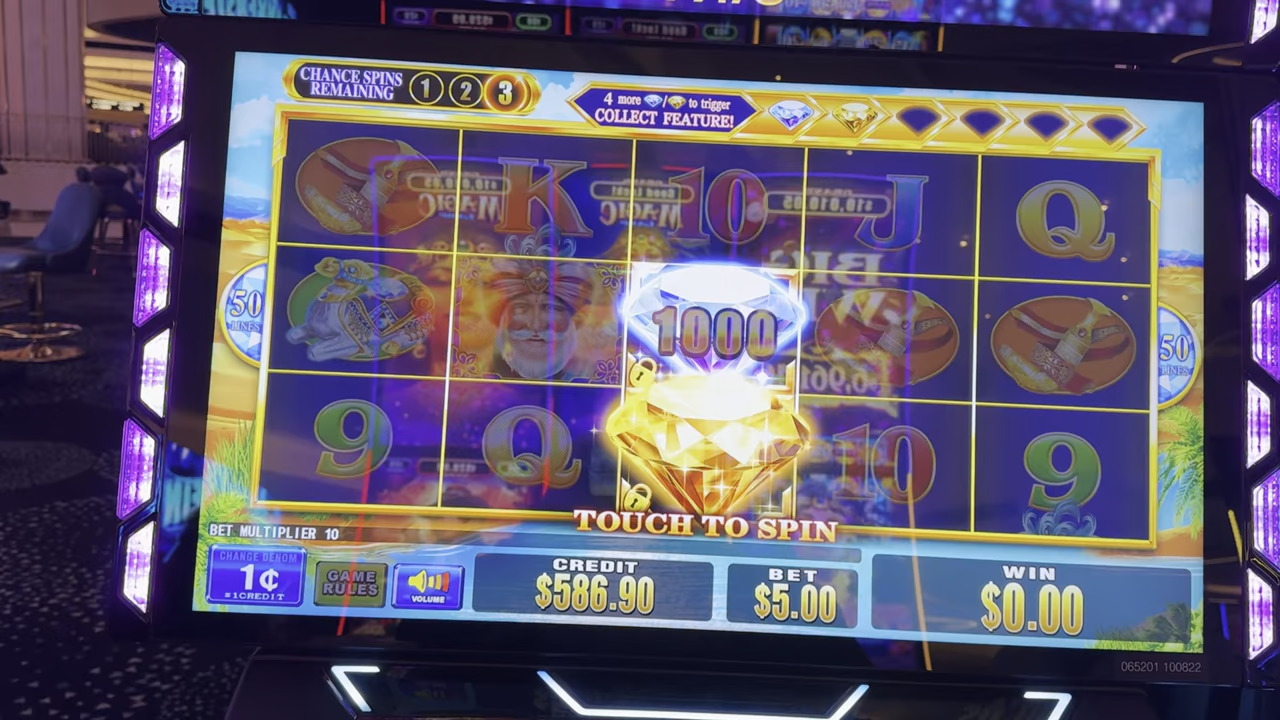 CHANCE SPINS
REMAINING
1 2 3
4 more / to trigger
COLLECT FEATURE!
K 10 J Q
1000
9 Q 10 9
50
LINES
50
LINES
TOUCH TO SPIN
BET MULTIPLIER 10
CHANGE DENOM
1¢
=1CREDIT
GAME
RULES
VOLUME
CREDIT
$586.90
BET
$5.00
WIN
$0.00
065201 100822